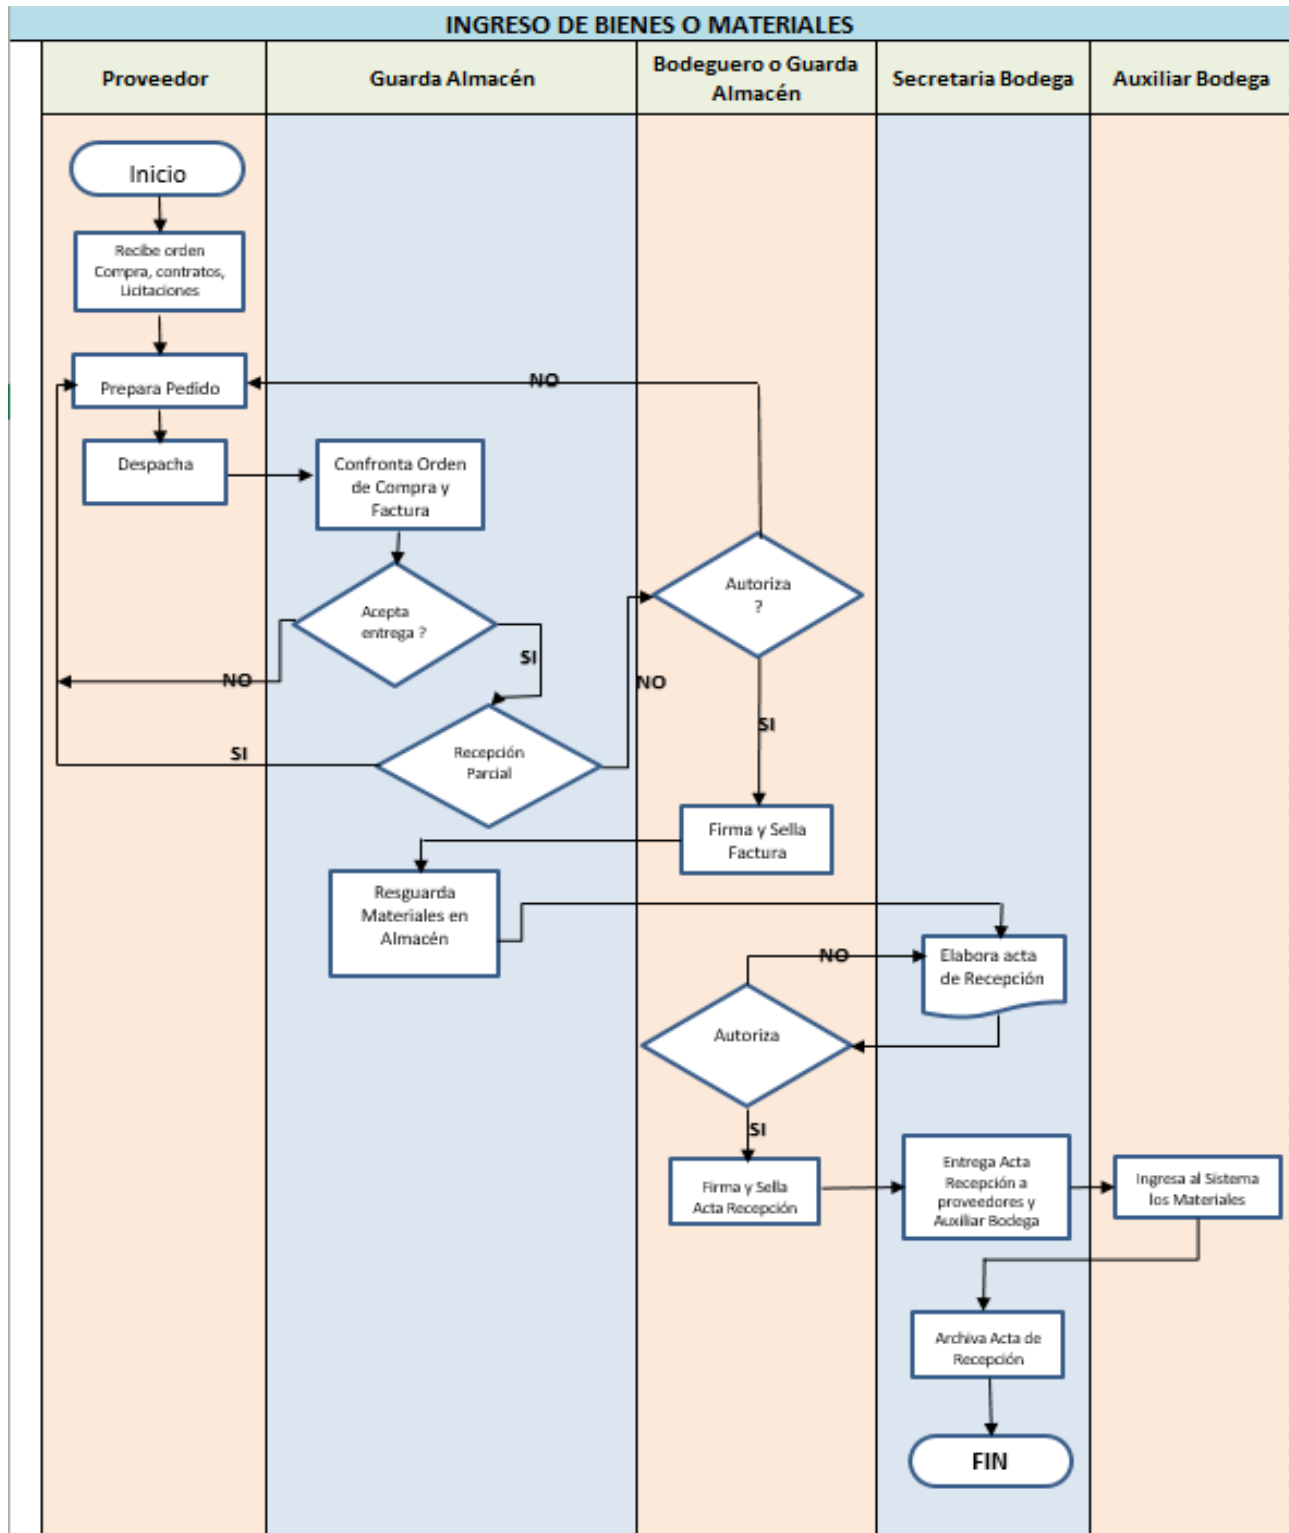 INGRESO DE BIENES O MATERIALES
Proveedor
Guarda Almacén
Bodeguero o Guarda
Almacén
Secretaria Bodega
Auxiliar Bodega
Inicio
Recibe orden
Compra, contratos,
Licitaciones
Prepara Pedido
NO
Despacha
Confronta Orden
de Compra y
Factura
Autoriza
?
Acepta
entrega ?
SI
NO
NO
SI
SI
Recepción
Parcial
Firma y Sella
Factura
Resguarda
Materiales en
Almacén
NO
Elabora acta
de Recepción
Autoriza
SI
Firma y Sella
Acta Recepción
Entrega Acta
Recepción a
proveedores y
Auxiliar Bodega
Ingresa al Sistema
los Materiales
Archiva Acta de
Recepción
FIN